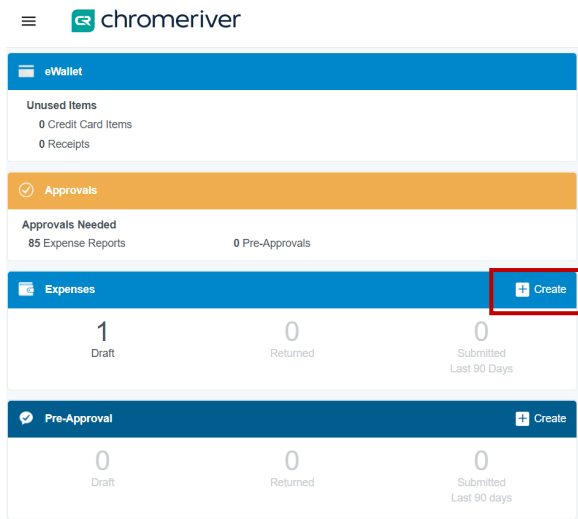 CR chromeriver
eWallet
Unused Items
0 Credit Card Items
0 Receipts
Approvals
Approvals Needed
85 Expense Reports 0 Pre-Approvals
Expenses + Create
1 0 0
Draft Returned Submitted
Last 90 Days
Pre-Approval + Create
0 0 0
Draft Returned Submitted
Last 90 days